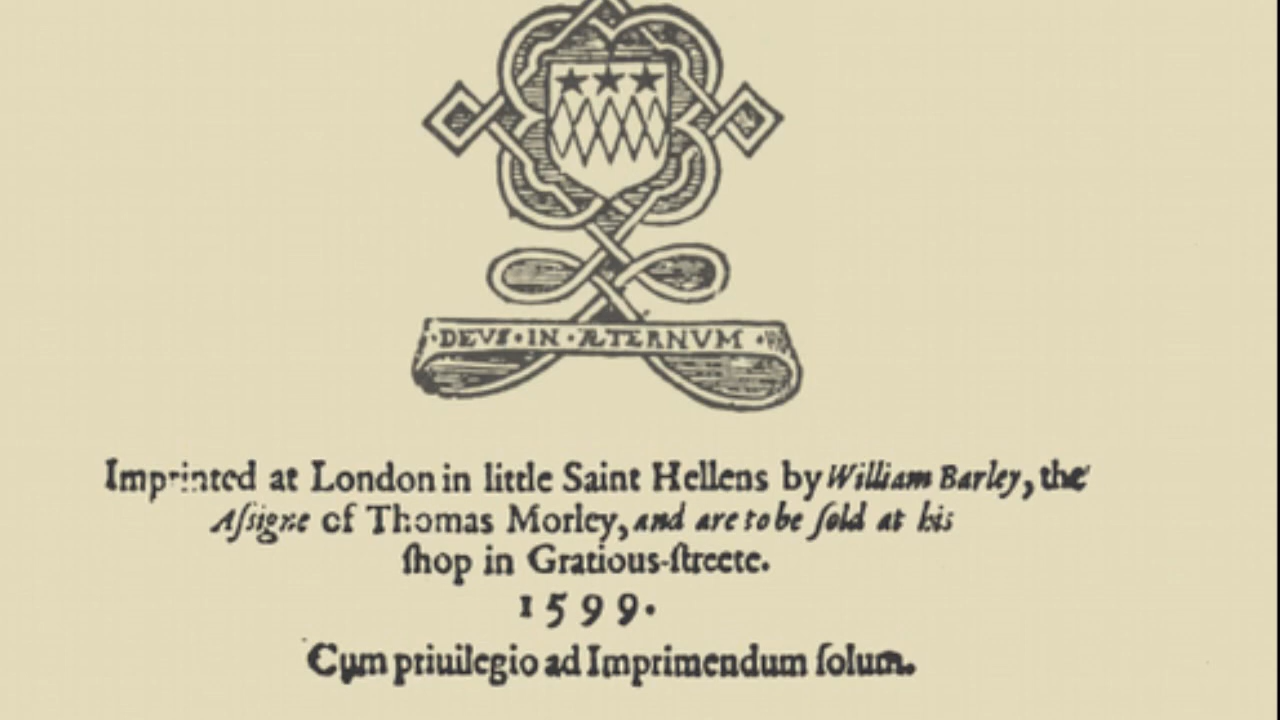 DEVS·IN·ÆTERNVM
Imprinted at London in little Saint Hellens by William Barley, the
Aſsigne of Thomas Morley, and are to be ſold at his
ſhop in Gratious-ſtreete.
1599.
Cum priuilegio ad Imprimendum ſolum.